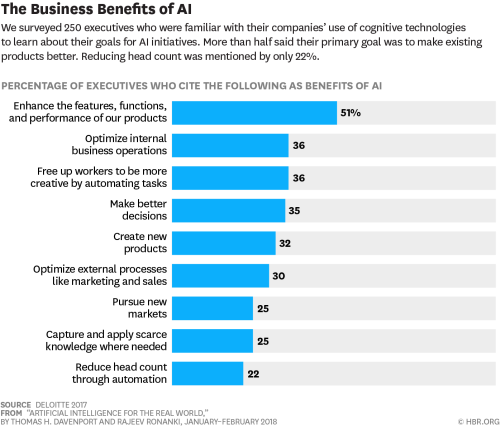 The Business Benefits of AI
We surveyed 250 executives who were familiar with their companies’ use of cognitive technologies
to learn about their goals for AI initiatives. More than half said their primary goal was to make existing
products better. Reducing head count was mentioned by only 22%.
PERCENTAGE OF EXECUTIVES WHO CITE THE FOLLOWING AS BENEFITS OF AI
Enhance the features, functions,
and performance of our products
51%
Optimize internal
business operations
36
Free up workers to be more
creative by automating tasks
36
Make better
decisions
35
Create new
products
32
Optimize external processes
like marketing and sales
30
Pursue new
markets
25
Capture and apply scarce
knowledge where needed
25
Reduce head count
through automation
22
SOURCE DELOITTE 2017
FROM “ARTIFICIAL INTELLIGENCE FOR THE REAL WORLD,”
BY THOMAS H. DAVENPORT AND RAJEEV RONANKI, JANUARY–FEBRUARY 2018
© HBR.ORG